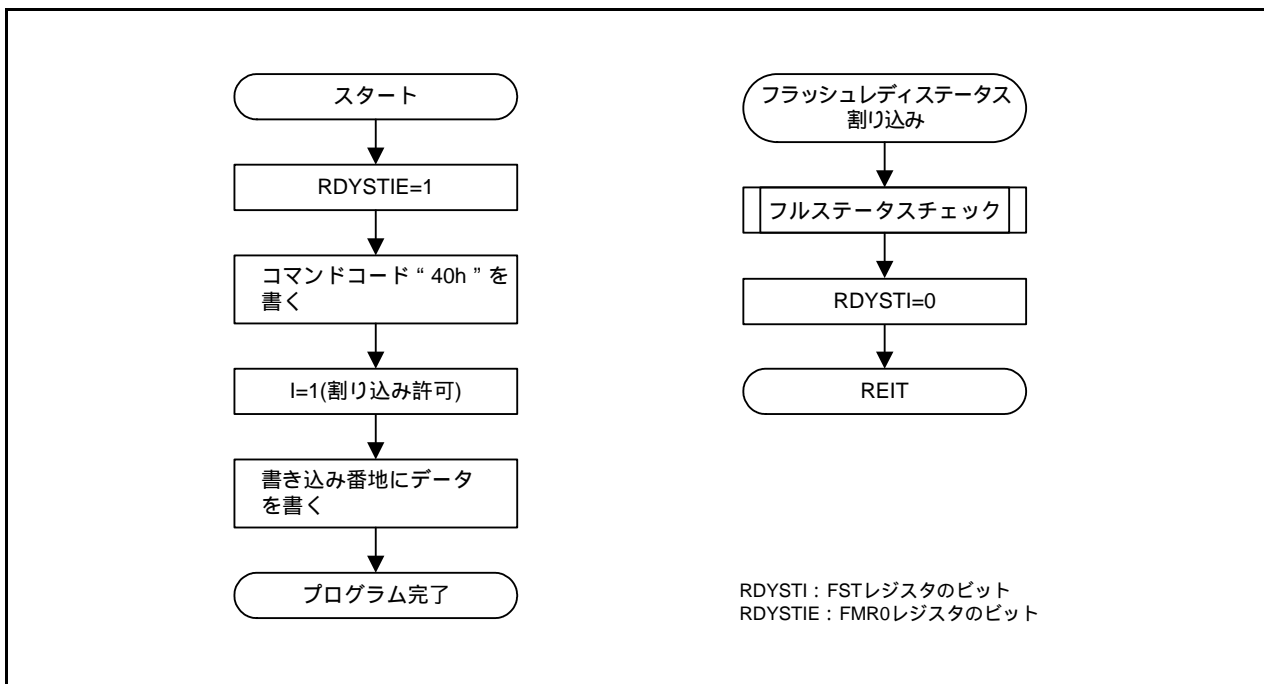 スタート
RDYSTIE=1
コマンドコード“ 40h ”を
書く
I=1(割り込み許可)
書き込み番地にデータ
を書く
プログラム完了
フラッシュレディステータス
割り込み
フルステータスチェック
RDYSTI=0
REIT
RDYSTI : FSTレジスタのビット
RDYSTIE : FMR0レジスタのビット